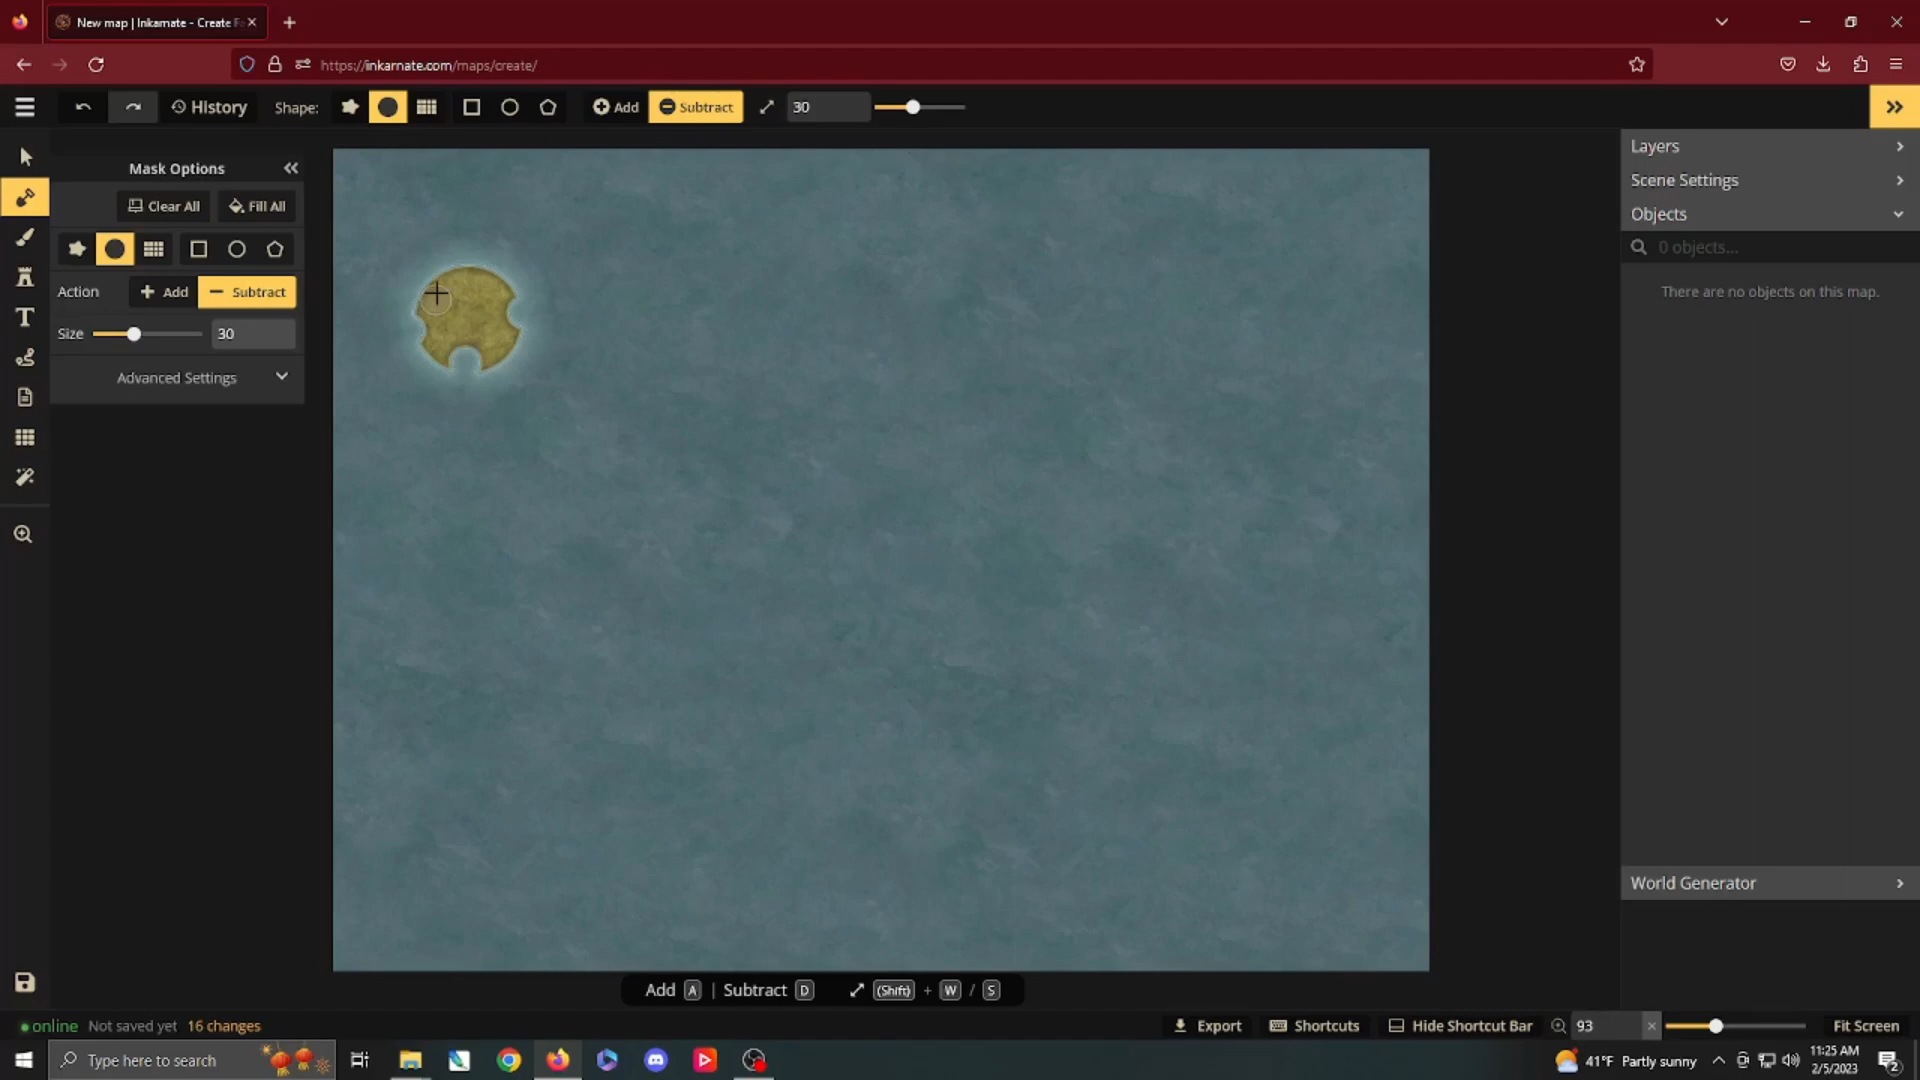 New map | Inkarnate - Create F
https://inkarnate.com/maps/create/
History
Shape:
Add
Subtract
30
Mask Options
Clear All
Fill All
Action
Add
Subtract
Size
30
Advanced Settings
Layers
Scene Settings
Objects
0 objects...
There are no objects on this map.
World Generator
Add A | Subtract D (Shift) + W / S
online
Not saved yet
16 changes
Export
Shortcuts
Hide Shortcut Bar
93
Fit Screen
Type here to search
41°F Partly sunny
11:25 AM
2/5/2023
2